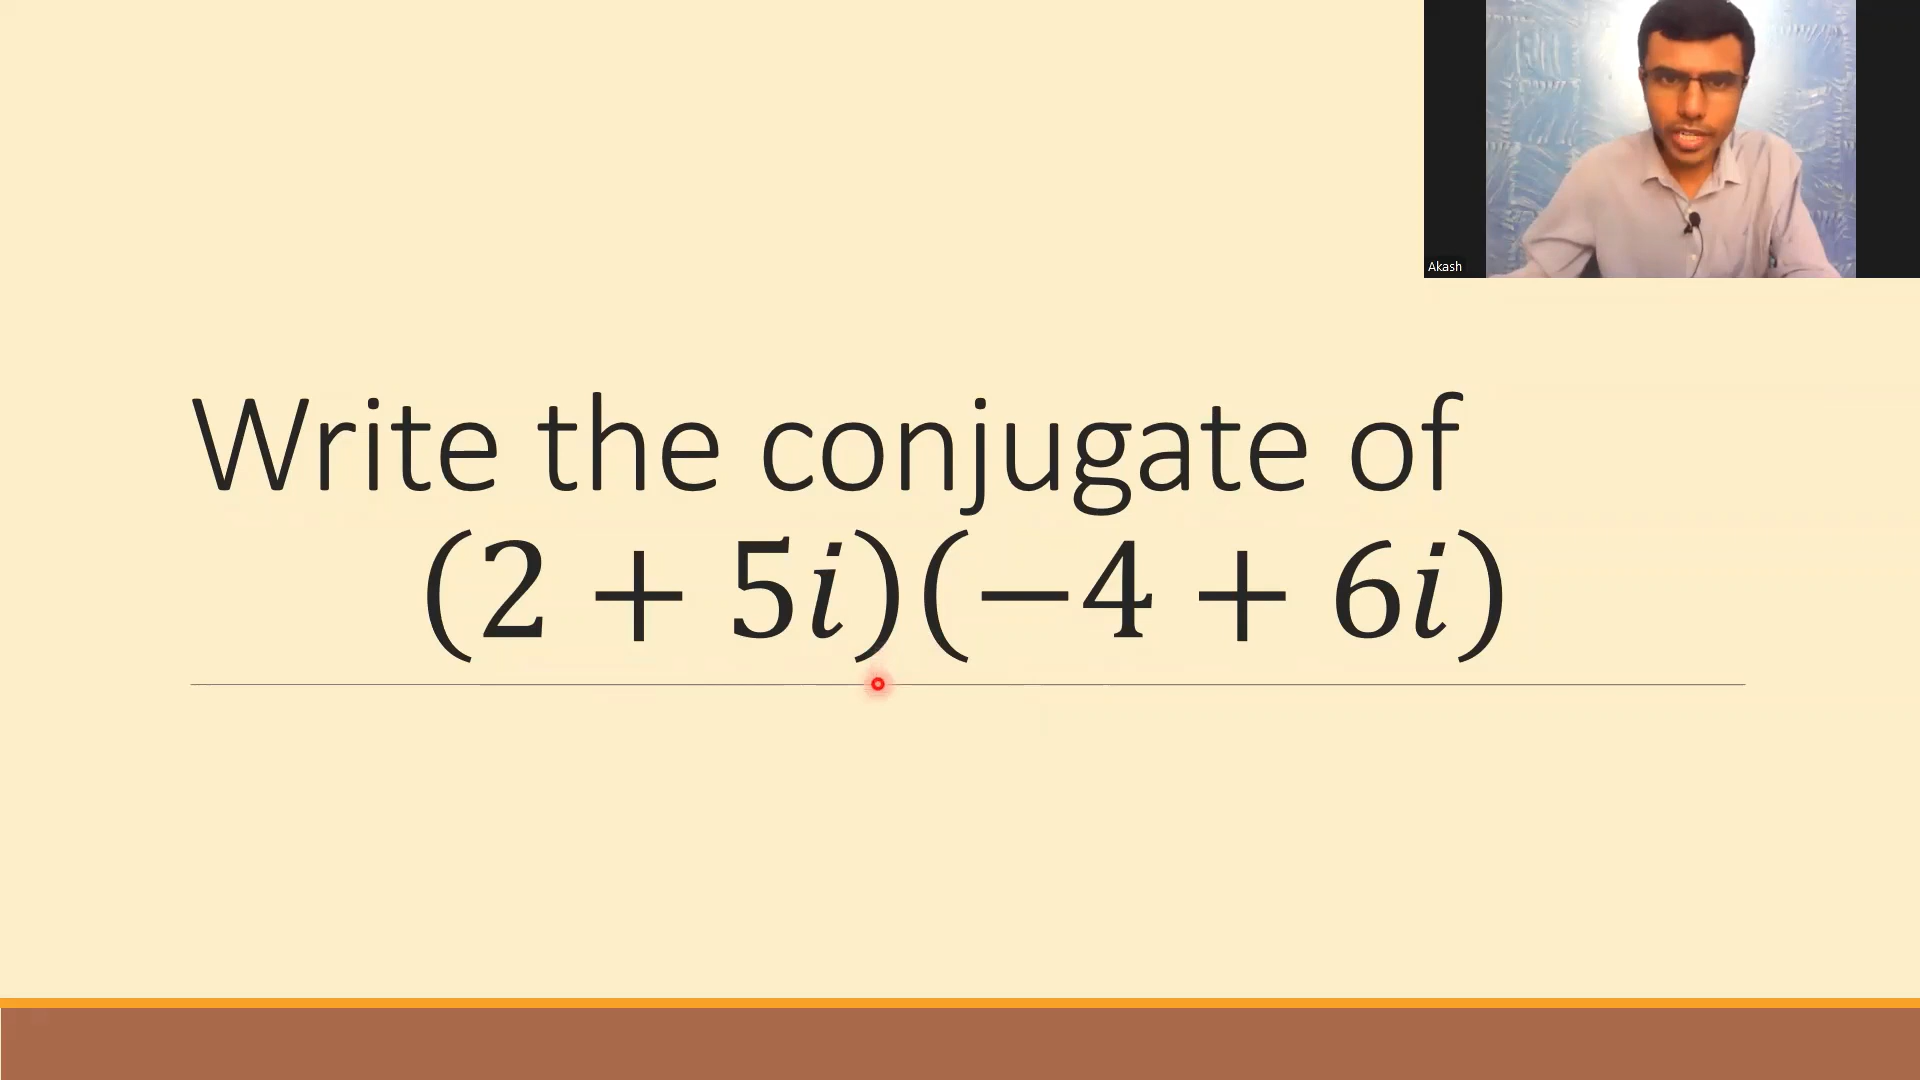 Akash
Write the conjugate of
(2 + 5i)(−4 + 6i)